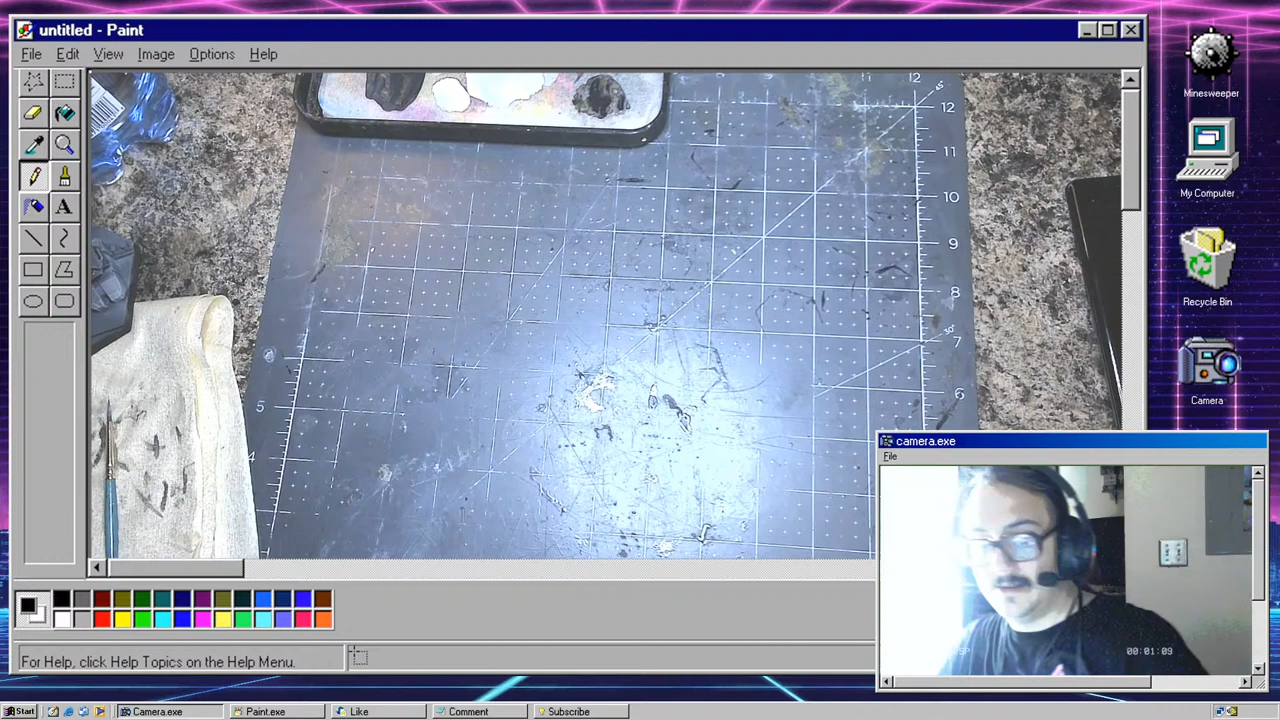 untitled - Paint
File Edit View Image Options Help
12
12
11
10
9
8
7
6
5
4
Minesweeper
My Computer
Recycle Bin
Camera
camera.exe
File
SP
00:01:09
For Help, click Help Topics on the Help Menu.
Start Camera.exe Paint.exe Like Comment Subscribe